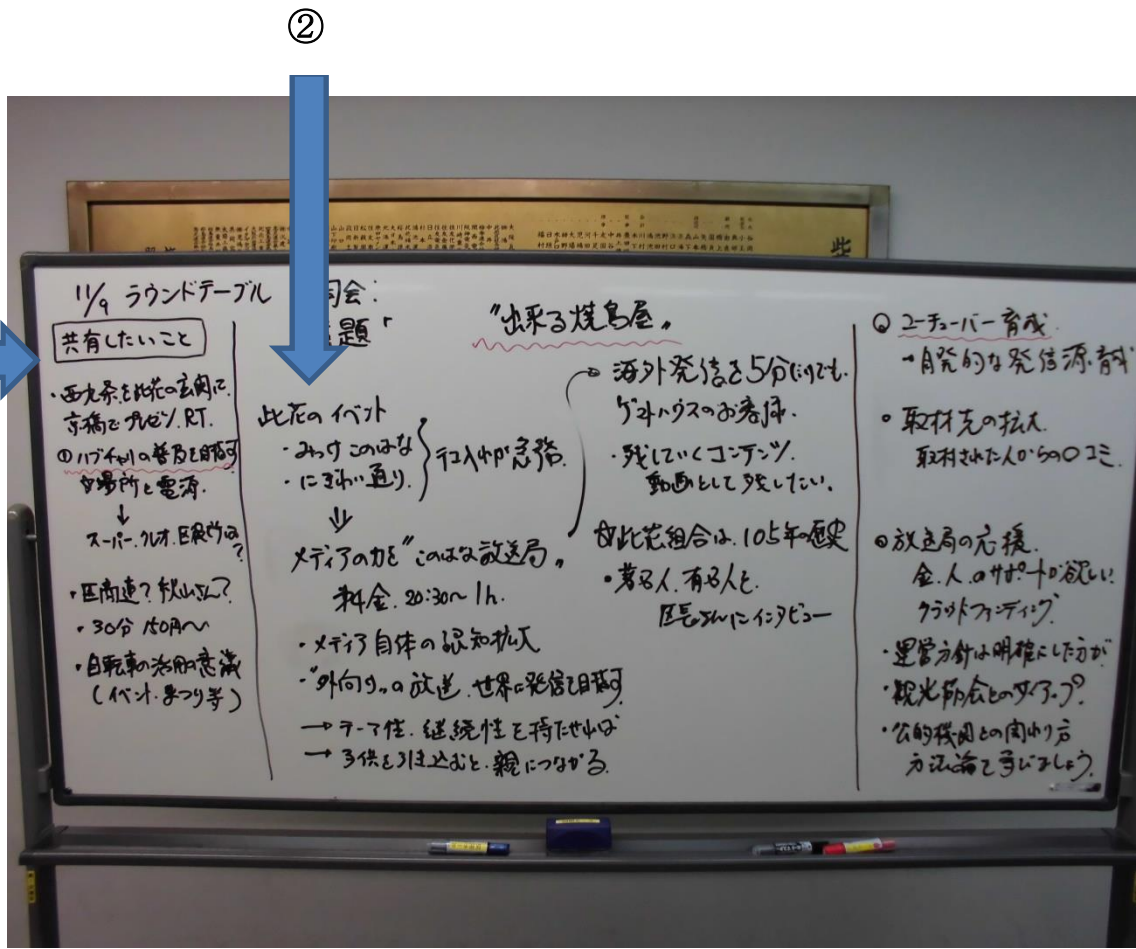 ②
11/9 ラウンドテーブル 司会:
題「
"出来る焼鳥屋"
共有したいこと
・西九条を此花の玄関に
京橋でプレゼン.RT.
①ハブチャリの普及を目指す
場所と電源.
↓
スーパー.クレオ.区役所は?
・区商連?秋山さん?
・30分 150円〜
・自転車の活用の意識
(イベント.まつり等)
此花のイベント
・みっけ このはな
・にぎわい通り.
テコ入れが急務.
⇓
メディアの力を"このはな放送局"
料金. 20:30〜 1h.
・メディア自体の認知拡大
・"外向り"の放送.世界に発信を目指す
→テーマ性.継続性を持たせれば
→子供を引き込むと.親につながる.
海外発信を5分だけでも.
ゲストハウスのお客様.
・残していくコンテンツ.
動画として残したい.
此花組合は.105年の歴史
・著名人.有名人と.
区長さんにインタビュー
ユーチューバー育成.
→自発的な発信源.育成
取材先の拡大
取材された人からの口コミ.
放送局の応援.
金.人.のサポートが欲しい.
クラウドファンディング.
・運営方針は明確にした方が
・観光協会とのタイアップ?
・公的機関との関わり方
方法論を学びましょう.
柴